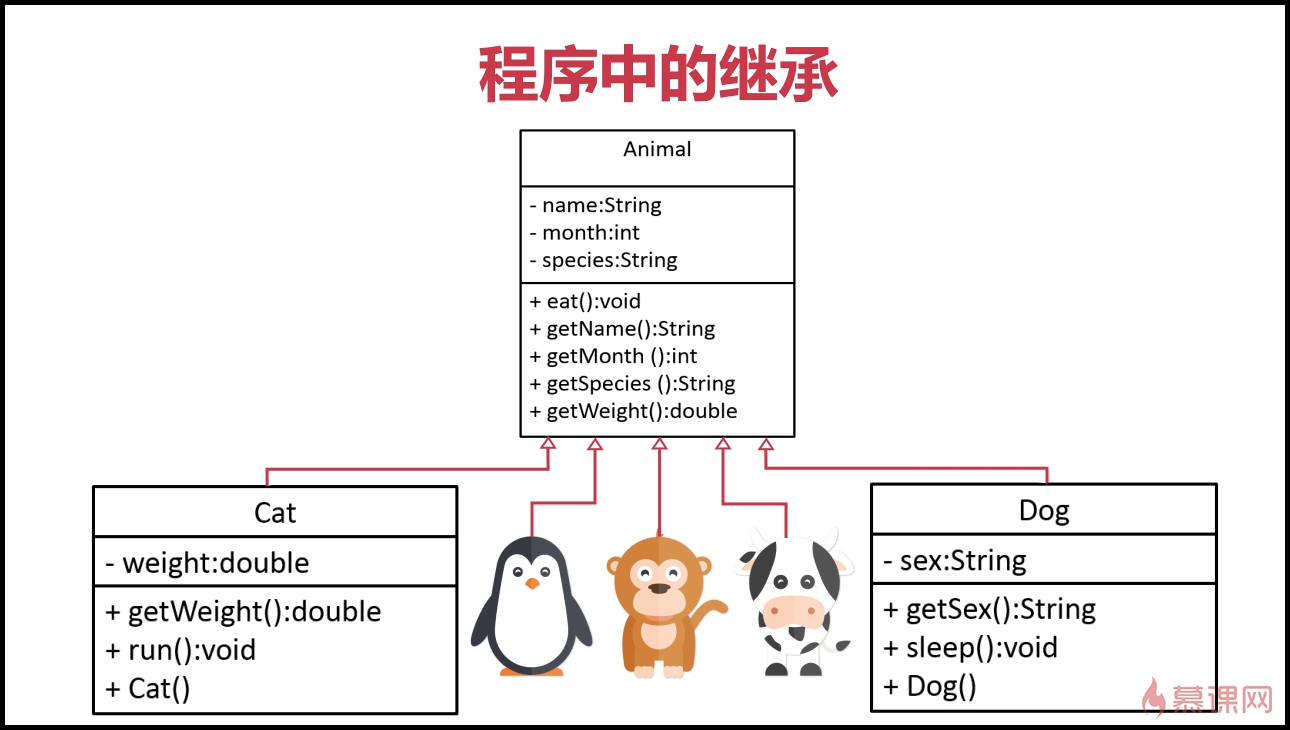 程序中的继承
Animal
- name:String
- month:int
- species:String
+ eat():void
+ getName():String
+ getMonth ():int
+ getSpecies ():String
+ getWeight():double
Cat
- weight:double
+ getWeight():double
+ run():void
+ Cat()
Dog
- sex:String
+ getSex():String
+ sleep():void
+ Dog()
慕课网